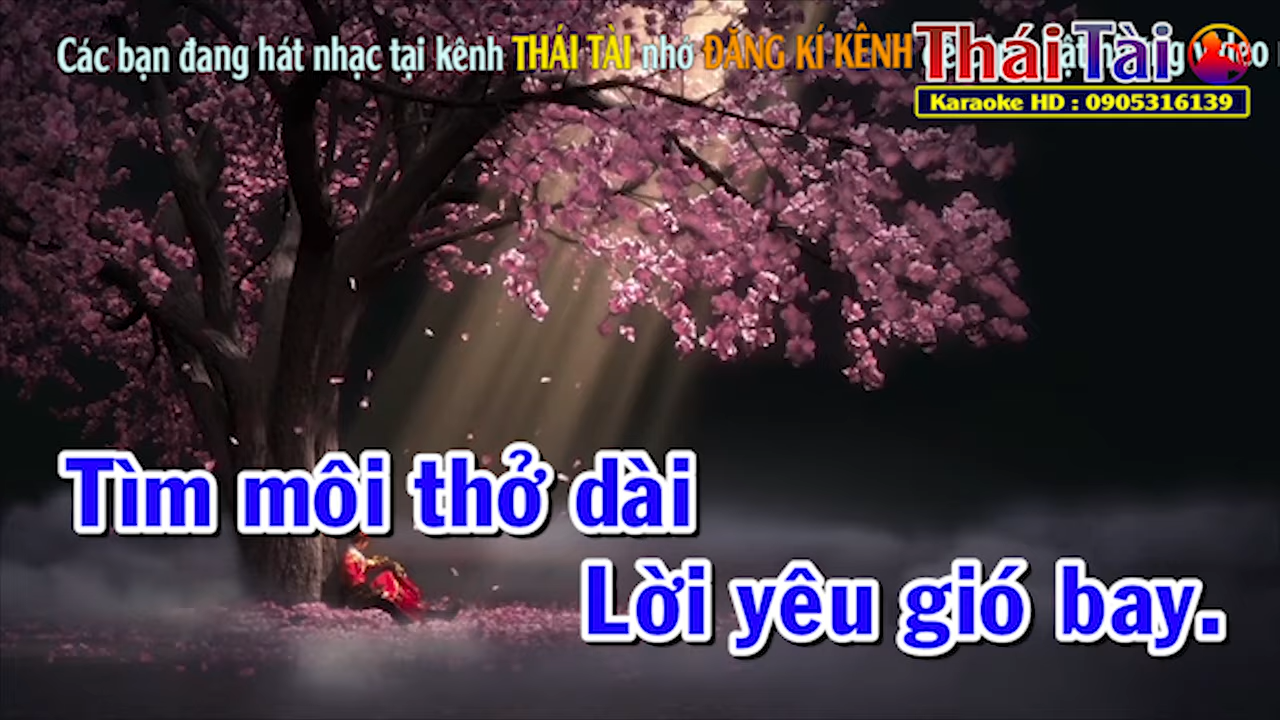 Các bạn đang hát nhạc tại kênh THÁI TÀI nhớ ĐĂNG KÍ KÊNH
Thái Tài
Karaoke HD : 0905316139
Tìm môi thở dài
Lời yêu gió bay.